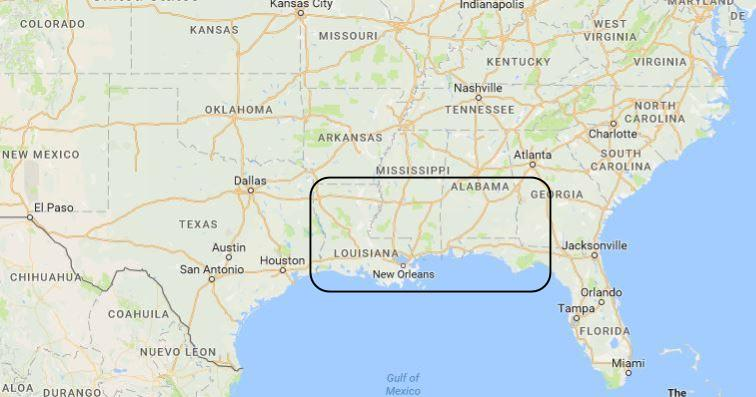 Kansas City
Indianapolis
MARYLAND
DE
COLORADO
KANSAS
MISSOURI
WEST
VIRGINIA
KENTUCKY
VIRGINIA
Nashville
OKLAHOMA
TENNESSEE
NORTH
CAROLINA
ARKANSAS
Charlotte
NEW MEXICO
Atlanta
SOUTH
CAROLINA
MISSISSIPPI
Dallas
ALABAMA
GEORGIA
El Paso
TEXAS
Austin
LOUISIANA
Jacksonville
San Antonio
Houston
New Orleans
CHIHUAHUA
Orlando
COAHUILA
Tampa
FLORIDA
NUEVO LEON
Miami
Gulf of
Mexico
ALOA
DURANGO
The